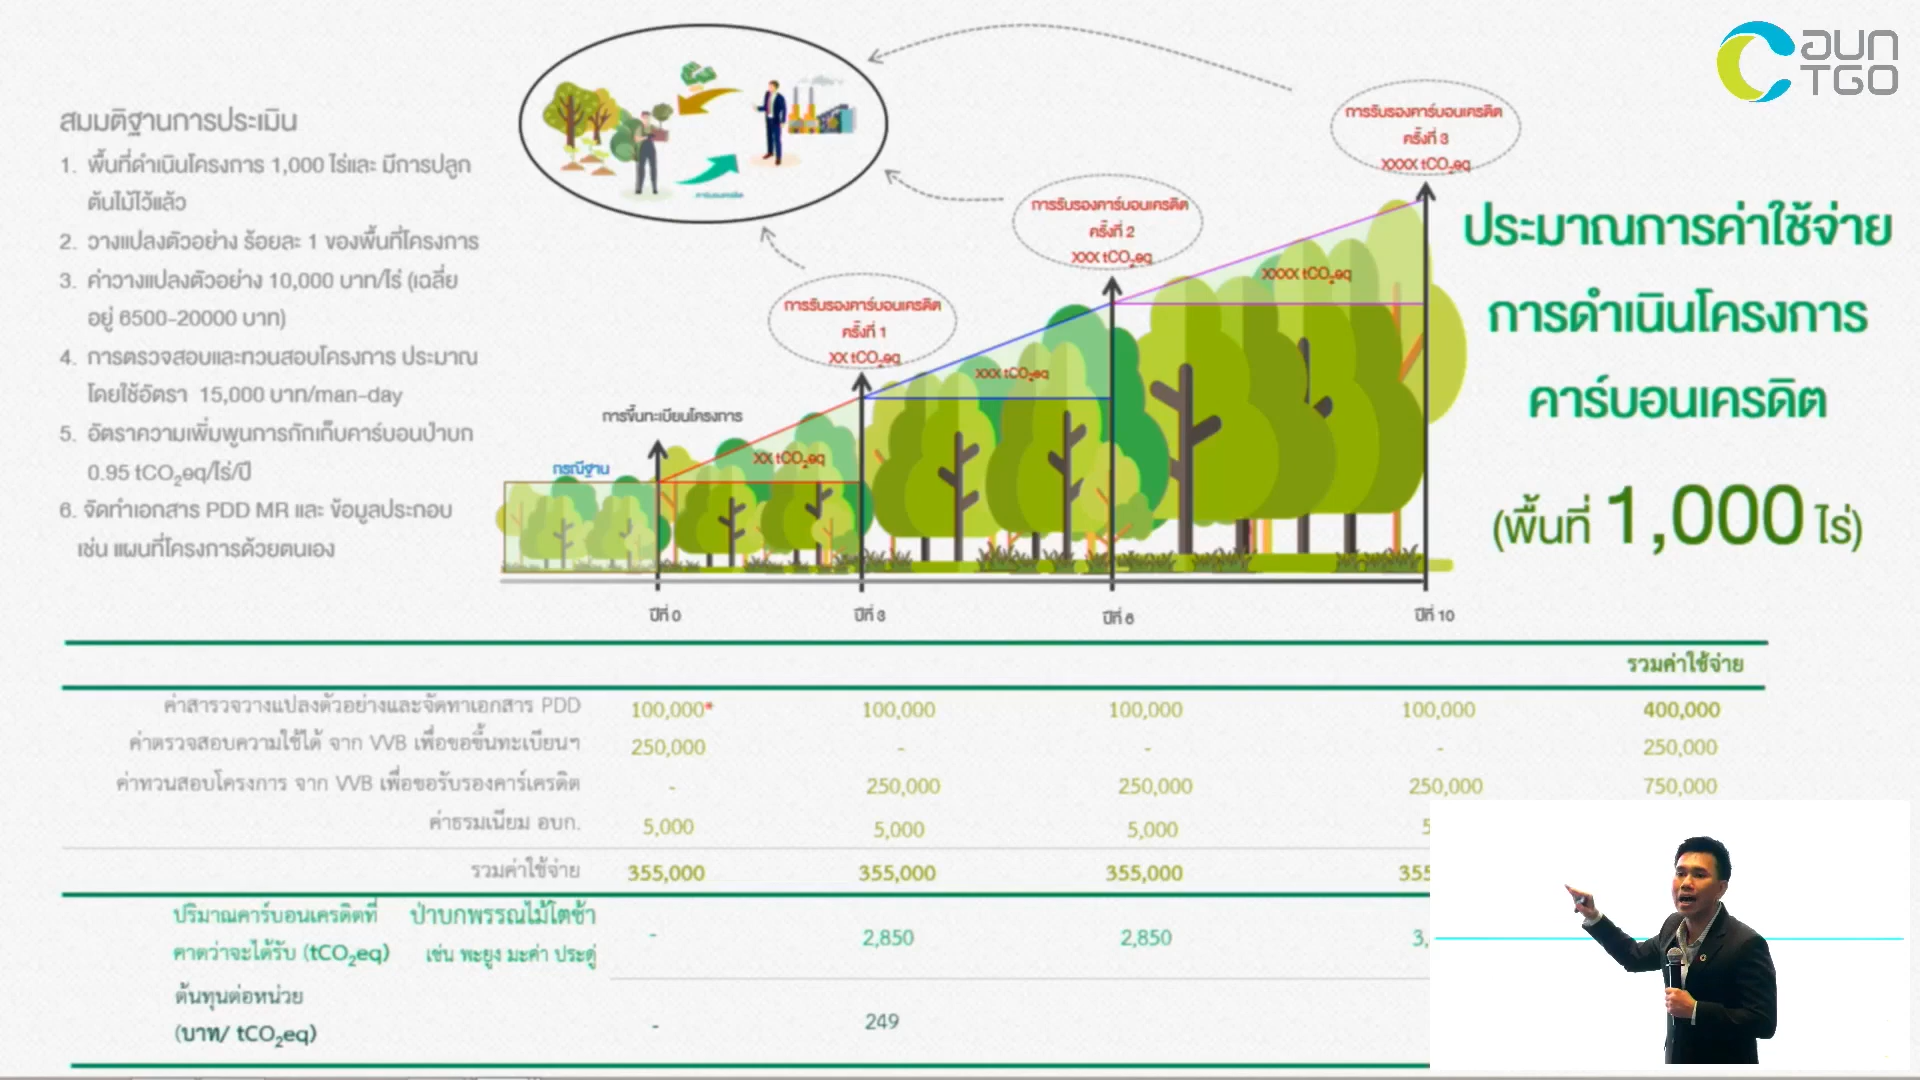 อบก
TGO
สมมติฐานการประเมิน
1. พื้นที่ดำเนินโครงการ 1,000 ไร่และ มีการปลูก
ต้นไม้ไว้แล้ว
2. วางแปลงตัวอย่าง ร้อยละ 1 ของพื้นที่โครงการ
3. ค่าวางแปลงตัวอย่าง 10,000 บาท/ไร่ (เฉลี่ย
อยู่ 6500-20000 บาท)
4. การตรวจสอบและทวนสอบโครงการ ประมาณ
โดยใช้อัตรา 15,000 บาท/man-day
5. อัตราความเพิ่มพูนการกักเก็บคาร์บอนป่าบก
0.95 tCO₂eq/ไร่/ปี
6. จัดทำเอกสาร PDD MR และ ข้อมูลประกอบ
เช่น แผนที่โครงการด้วยตนเอง
คาร์บอนเครดิต
การรับรองคาร์บอนเครดิต
ครั้งที่ 3
XXXX tCO₂eq
การรับรองคาร์บอนเครดิต
ครั้งที่ 2
XXX tCO₂eq
XXXX tCO₂eq
การรับรองคาร์บอนเครดิต
ครั้งที่ 1
XX tCO₂eq
XXX tCO₂eq
การขึ้นทะเบียนโครงการ
XX tCO₂eq
กรณีฐาน
ปีที่ 0 ปีที่ 3 ปีที่ 6 ปีที่ 10
ประมาณการค่าใช้จ่าย
การดำเนินโครงการ
คาร์บอนเครดิต
(พื้นที่ 1,000 ไร่)
รวมค่าใช้จ่าย
ค่าสำรวจวางแปลงตัวอย่างและจัดทำเอกสาร PDD 100,000* 100,000 100,000 100,000 400,000
ค่าตรวจสอบความใช้ได้ จาก VVB เพื่อขอขึ้นทะเบียนฯ 250,000 - - - 250,000
ค่าทวนสอบโครงการ จาก VVB เพื่อขอรับรองคาร์เครดิต - 250,000 250,000 250,000 750,000
ค่าธรรมเนียม อบก. 5,000 5,000 5,000
รวมค่าใช้จ่าย 355,000 355,000 355,000 355
ปริมาณคาร์บอนเครดิตที่ ป่าบกพรรณไม้โตช้า
คาดว่าจะได้รับ (tCO₂eq) เช่น พะยูง มะค่า ประดู่ - 2,850 2,850 3,
ต้นทุนต่อหน่วย
(บาท/ tCO₂eq) - 249